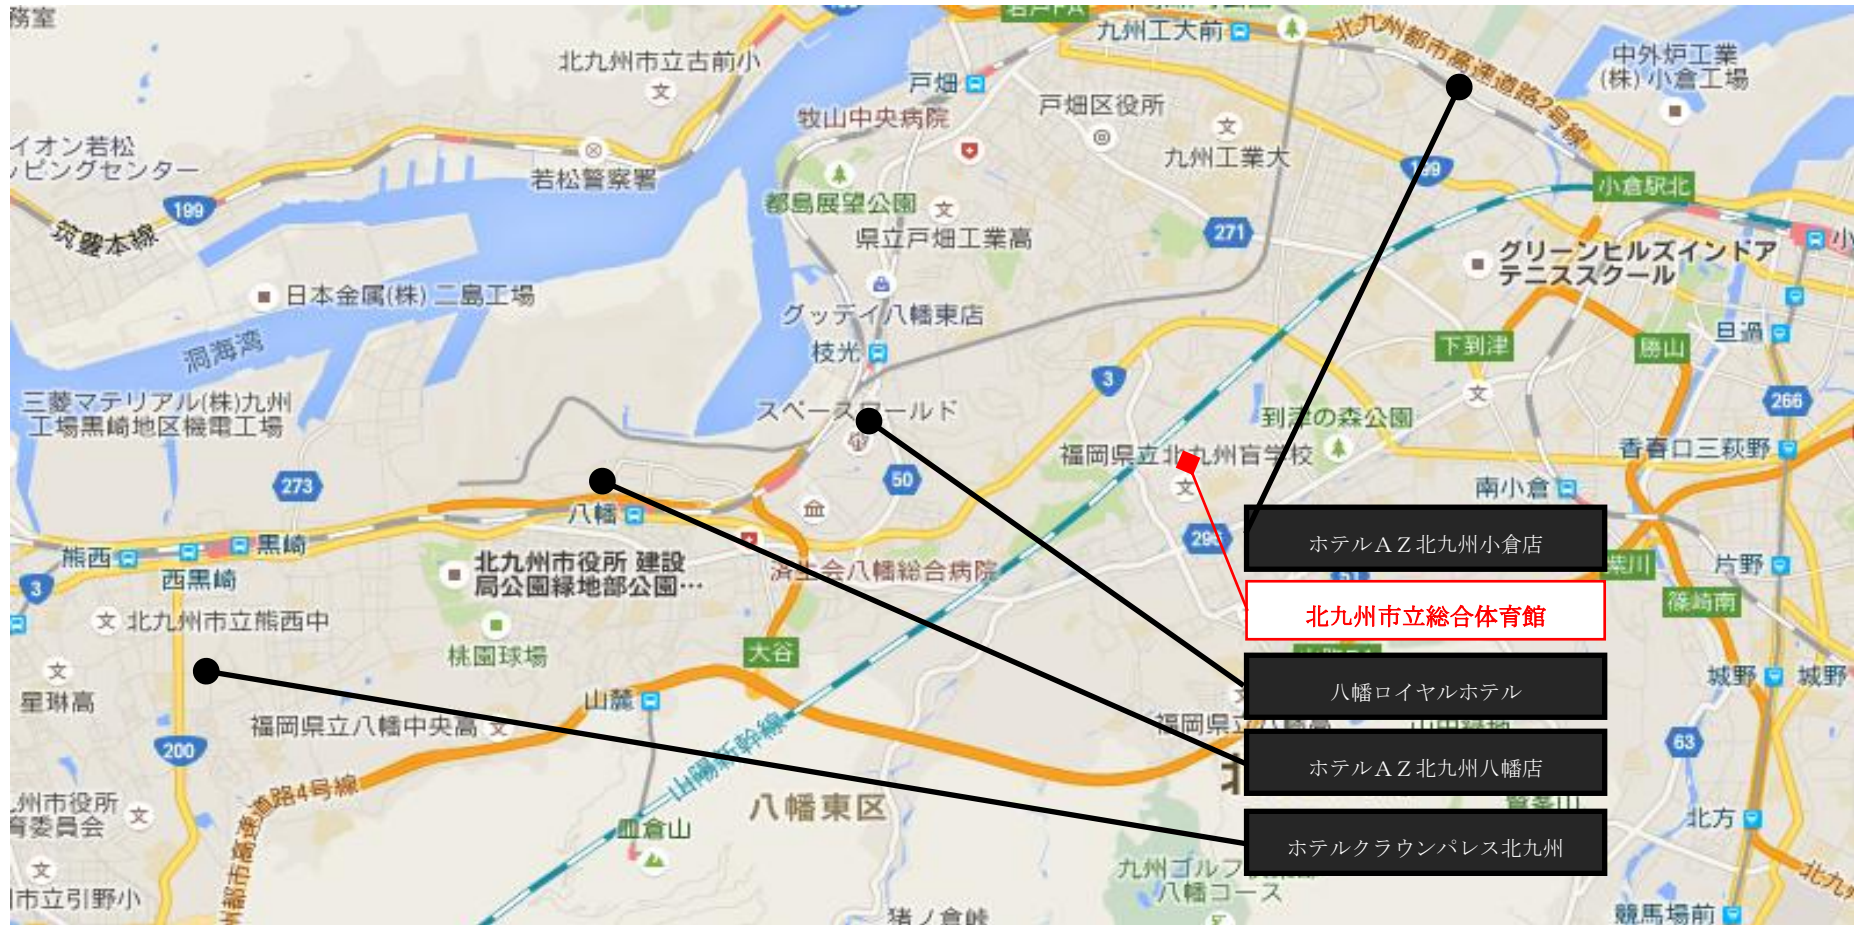 務室
北九州市立古前小
イオン若松
ッピングセンター
199
筑豊本線
若松警察署
日本金属(株) 二島工場
洞海湾
三菱マテリアル(株)九州
工場黒崎地区機電工場
273
岩戸PA
九州工大前
北九州都市高速道路2号線
中外炉工業
(株) 小倉工場
戸畑
戸畑区役所
牧山中央病院
九州工業大
199
小倉駅北
都島展望公園
県立戸畑工業高
271
グリーンヒルズインドア
テニススクール
小
グッデイ八幡東店
枝光
下到津
勝山
旦過
3
スペースワールド
到津の森公園
266
福岡県立北九州盲学校
香春口三萩野
50
南小倉
八幡
295
熊西
黒崎
西黒崎
3
北九州市役所 建設
局公園緑地部公園…
済生会八幡総合病院
ホテルＡＺ北九州小倉店
51
紫川
片野
篠崎南
北九州市立総合体育館
北九州市立熊西中
桃園球場
大谷
星琳高
山麓
八幡ロイヤルホテル
城野
城野
福岡県立八幡中央高
200
山陽新幹線
63
ホテルＡＺ北九州八幡店
州市役所
育委員会
北九州都市高速道路4号線
皿倉山
八幡東区
北方
ホテルクラウンパレス北九州
九州ゴルフ
八幡コース
市立引野小
猪ノ倉峠
北九州
競馬場前